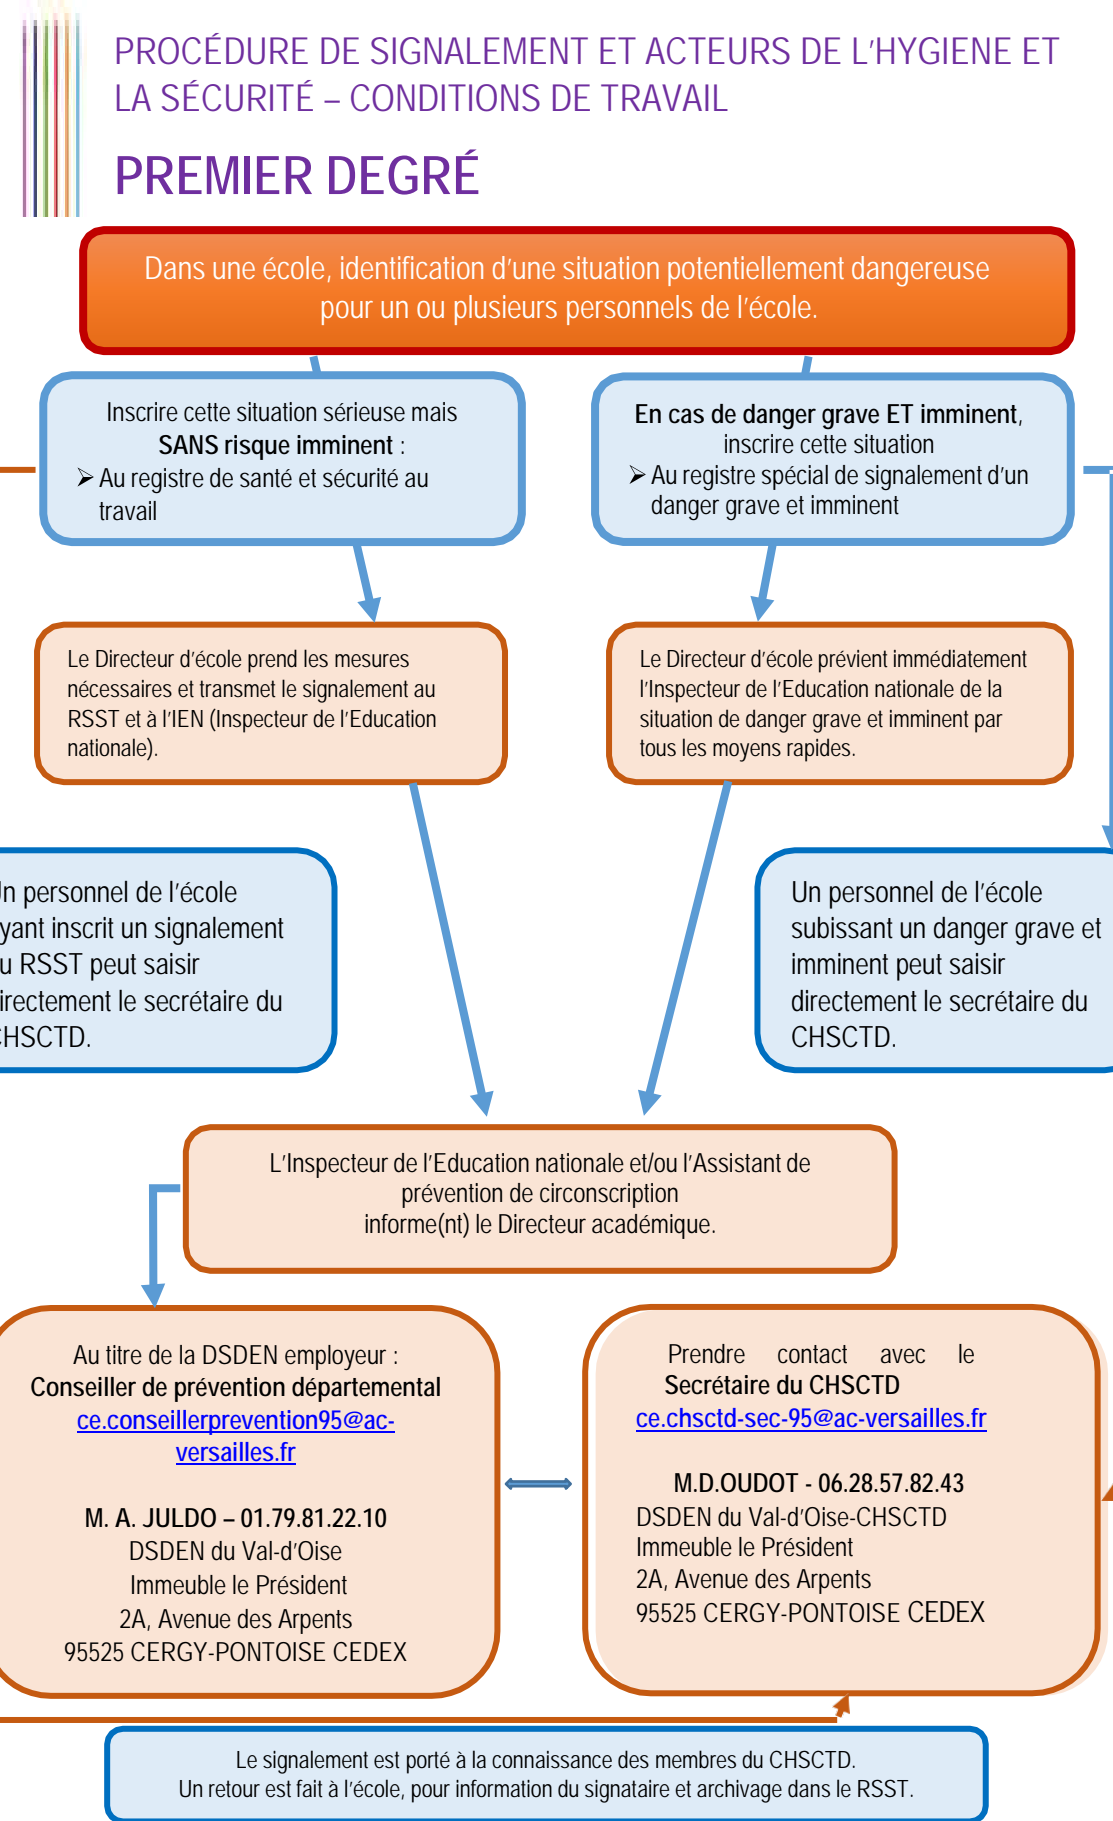 PROCÉDURE DE SIGNALEMENT ET ACTEURS DE L'HYGIENE ET
LA SÉCURITÉ – CONDITIONS DE TRAVAIL
PREMIER DEGRÉ
Dans une école, identification d'une situation potentiellement dangereuse
pour un ou plusieurs personnels de l'école.
Inscrire cette situation sérieuse mais
SANS risque imminent :
➢ Au registre de santé et sécurité au
travail
En cas de danger grave ET imminent,
inscrire cette situation
➢ Au registre spécial de signalement d'un
danger grave et imminent
Le Directeur d'école prend les mesures
nécessaires et transmet le signalement au
RSST et à l'IEN (Inspecteur de l'Education
nationale).
Le Directeur d'école prévient immédiatement
l'Inspecteur de l'Education nationale de la
situation de danger grave et imminent par
tous les moyens rapides.
n personnel de l'école
yant inscrit un signalement
u RSST peut saisir
irectement le secrétaire du
CHSCTD.
Un personnel de l'école
subissant un danger grave et
imminent peut saisir
directement le secrétaire du
CHSCTD.
L'Inspecteur de l'Education nationale et/ou l'Assistant de
prévention de circonscription
informe(nt) le Directeur académique.
Au titre de la DSDEN employeur :
Conseiller de prévention départemental
ce.conseillerprevention95@ac-
versailles.fr
M. A. JULDO – 01.79.81.22.10
DSDEN du Val-d'Oise
Immeuble le Président
2A, Avenue des Arpents
95525 CERGY-PONTOISE CEDEX
Prendre contact avec le
Secrétaire du CHSCTD
ce.chsctd-sec-95@ac-versailles.fr
M.D.OUDOT - 06.28.57.82.43
DSDEN du Val-d'Oise-CHSCTD
Immeuble le Président
2A, Avenue des Arpents
95525 CERGY-PONTOISE CEDEX
Le signalement est porté à la connaissance des membres du CHSCTD.
Un retour est fait à l'école, pour information du signataire et archivage dans le RSST.